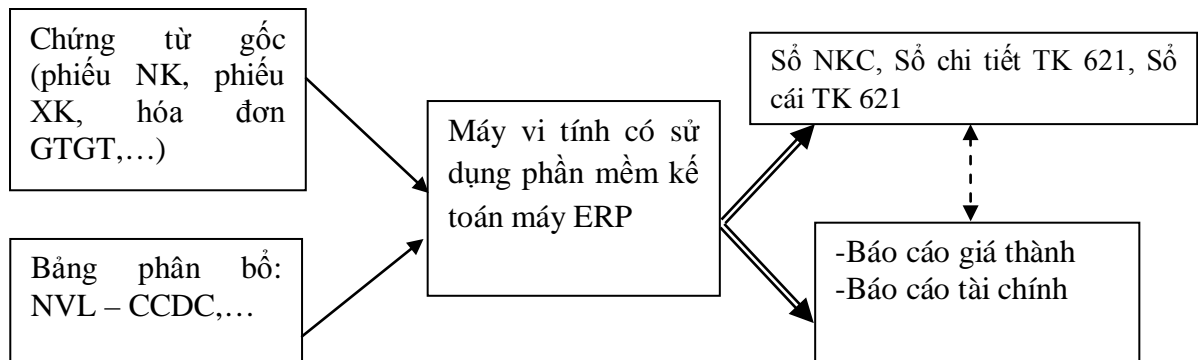 Chứng từ gốc
(phiếu NK, phiếu
XK, hóa đơn
GTGT,…)
Bảng phân bổ:
NVL – CCDC,…
Máy vi tính có sử
dụng phần mềm kế
toán máy ERP
Sổ NKC, Sổ chi tiết TK 621, Sổ
cái TK 621
-Báo cáo giá thành
-Báo cáo tài chính